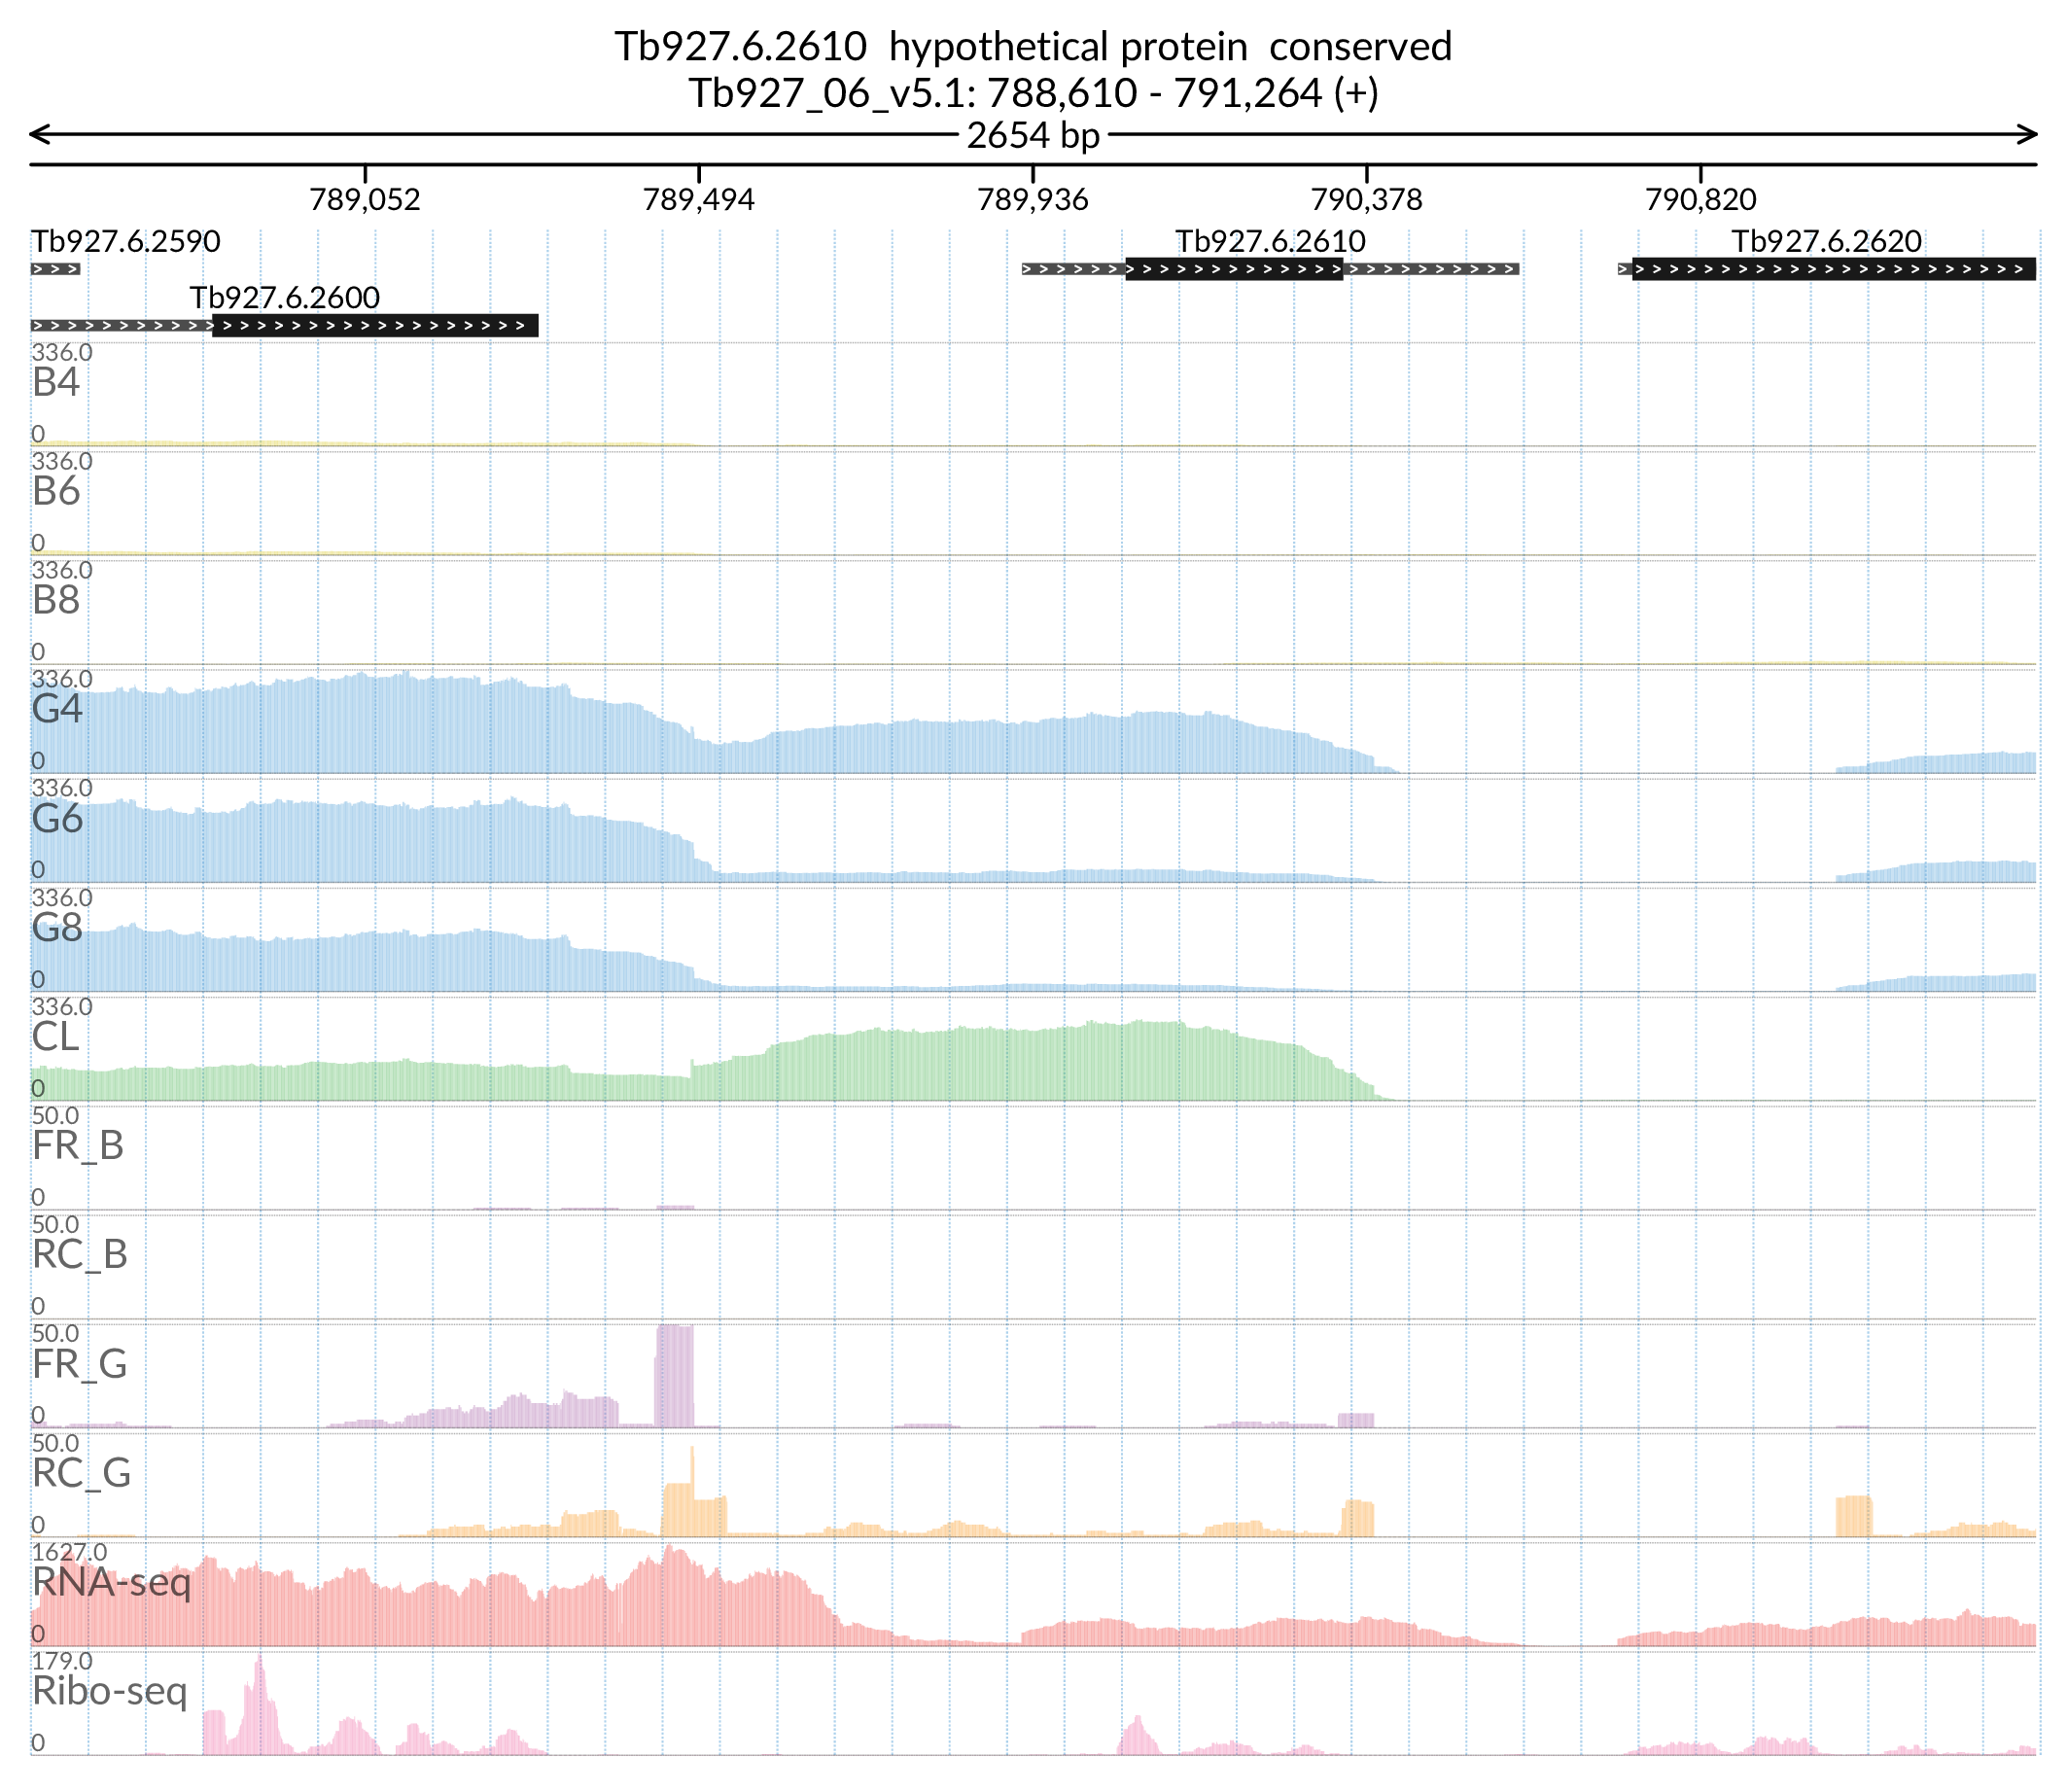 Tb927.6.2610  hypothetical protein  conserved
Tb927_06_v5.1: 788,610 - 791,264 (+)
2654 bp
789,052 789,494 789,936 790,378 790,820
Tb927.6.2590 Tb927.6.2610 Tb927.6.2620
Tb927.6.2600
336.0
B4
0
336.0
B6
0
336.0
B8
0
336.0
G4
0
336.0
G6
0
336.0
G8
0
336.0
CL
0
50.0
FR_B
0
50.0
RC_B
0
50.0
FR_G
0
50.0
RC_G
0
1627.0
RNA-seq
0
179.0
Ribo-seq
0